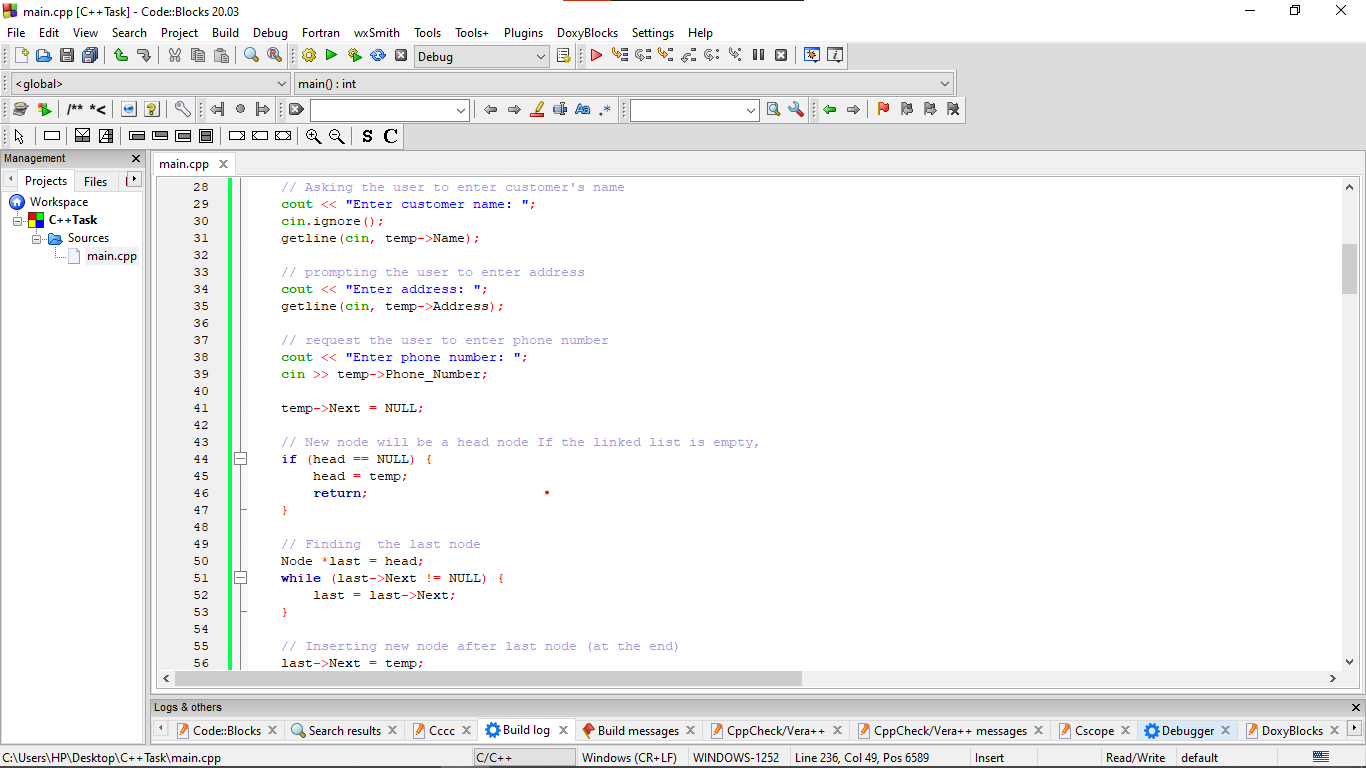 main.cpp [C++Task] - Code::Blocks 20.03
File Edit View Search Project Build Debug Fortran wxSmith Tools Tools+ Plugins DoxyBlocks Settings Help
Debug
<global> main() : int
/** *< Aa .*
S C
Management
Projects Files
Workspace
C++Task
Sources
main.cpp
main.cpp
28 // Asking the user to enter customer's name
29 cout << "Enter customer name: ";
30 cin.ignore();
31 getline(cin, temp->Name);
32
33 // prompting the user to enter address
34 cout << "Enter address: ";
35 getline(cin, temp->Address);
36
37 // request the user to enter phone number
38 cout << "Enter phone number: ";
39 cin >> temp->Phone_Number;
40
41 temp->Next = NULL;
42
43 // New node will be a head node If the linked list is empty,
44 if (head == NULL) {
45 head = temp;
46 return;
47 }
48
49 // Finding  the last node
50 Node *last = head;
51 while (last->Next != NULL) {
52 last = last->Next;
53 }
54
55 // Inserting new node after last node (at the end)
56 last->Next = temp;
Logs & others
Code::Blocks Search results Cccc Build log Build messages CppCheck/Vera++ CppCheck/Vera++ messages Cscope Debugger DoxyBlocks
C:\Users\HP\Desktop\C++Task\main.cpp C/C++ Windows (CR+LF) WINDOWS-1252 Line 236, Col 49, Pos 6589 Insert Read/Write default